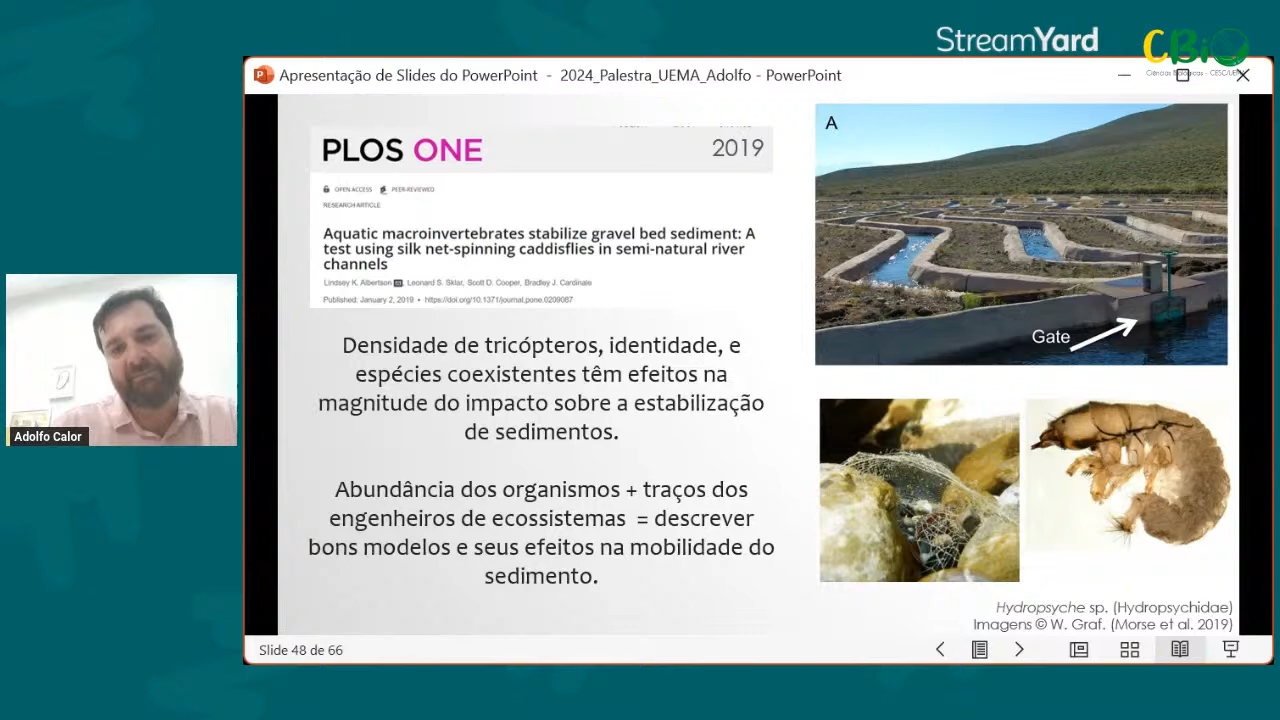 StreamYard
CBiO
Ciências Biológicas - CESC/UEMA
Apresentação de Slides do PowerPoint - 2024_Palestra_UEMA_Adolfo - PowerPoint
PLOS ONE
2019
OPEN ACCESS PEER-REVIEWED
RESEARCH ARTICLE
Aquatic macroinvertebrates stabilize gravel bed sediment: A
test using silk net-spinning caddisflies in semi-natural river
channels
Lindsey K. Albertson, Leonard S. Sklar, Scott D. Cooper, Bradley J. Cardinale
Published: January 2, 2019 • https://doi.org/10.1371/journal.pone.0209087
A
Gate
Densidade de tricópteros, identidade, e
espécies coexistentes têm efeitos na
magnitude do impacto sobre a estabilização
de sedimentos.
Abundância dos organismos + traços dos
engenheiros de ecossistemas = descrever
bons modelos e seus efeitos na mobilidade do
sedimento.
Hydropsyche sp. (Hydropsychidae)
Imagens © W. Graf. (Morse et al. 2019)
Adolfo Calor
Slide 48 de 66